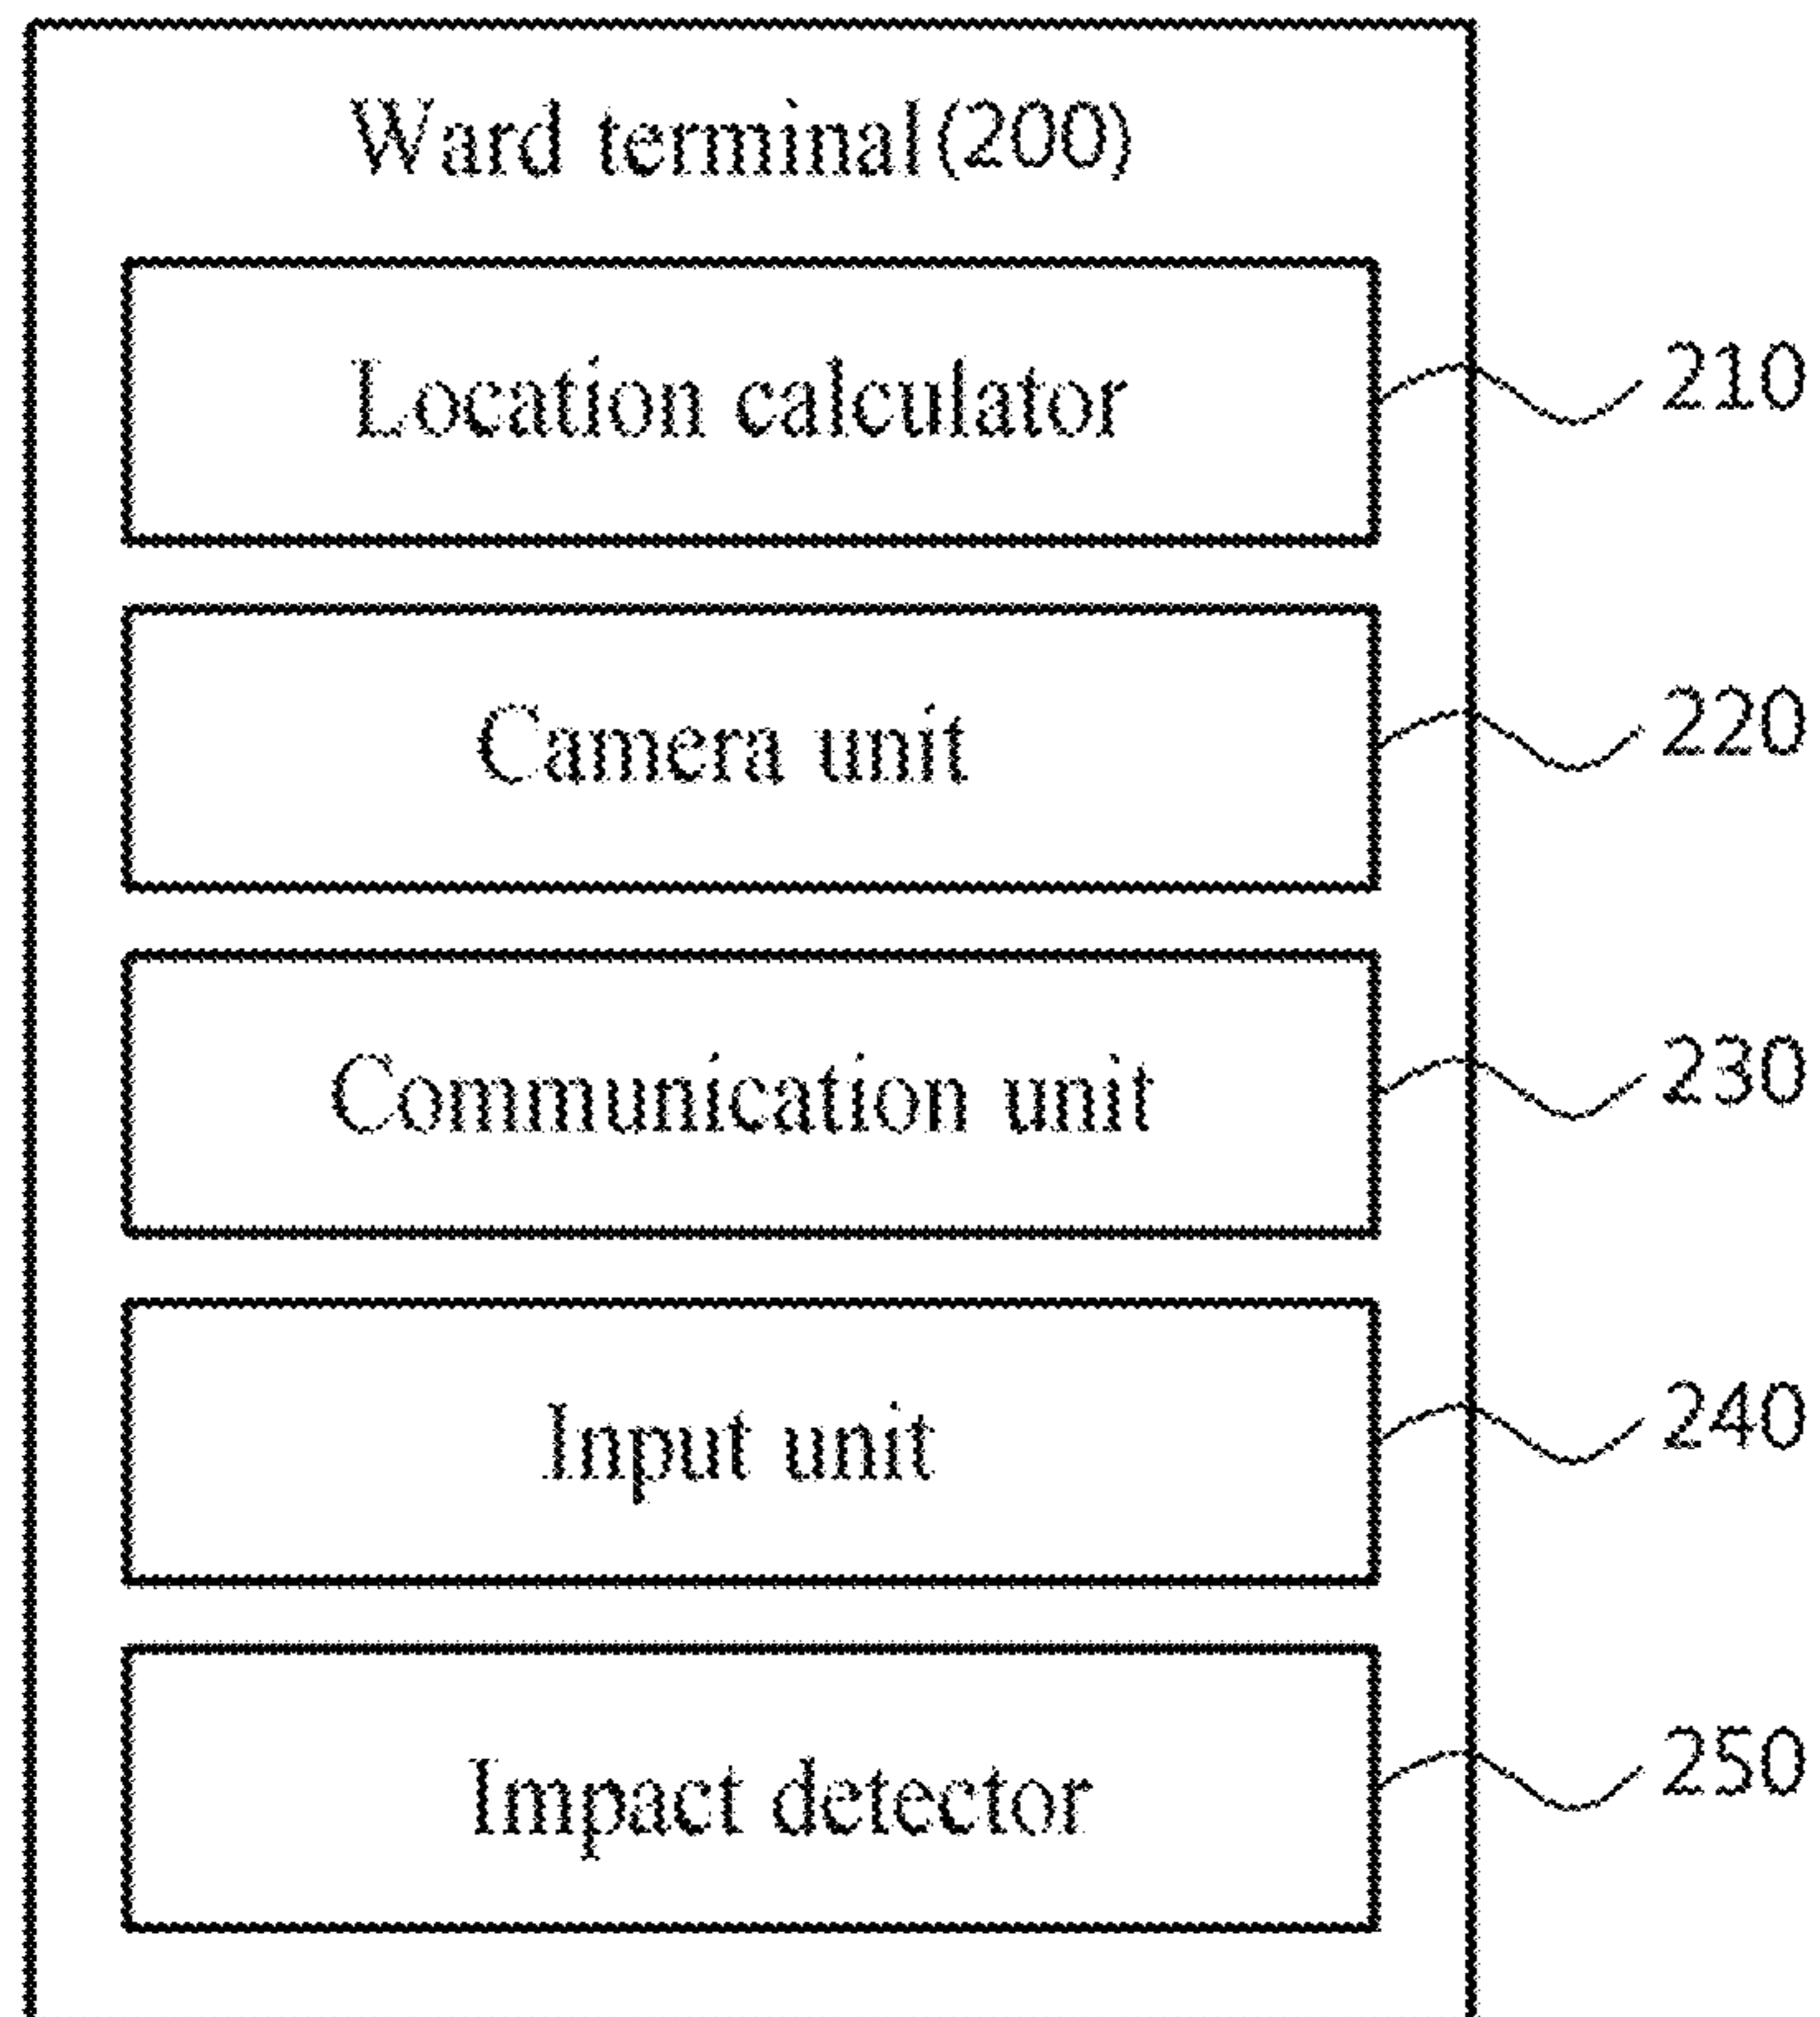 Ward terminal(200)
Location calculator 210
Camera unit 220
Communication unit 230
Input unit 240
Impact detector 250